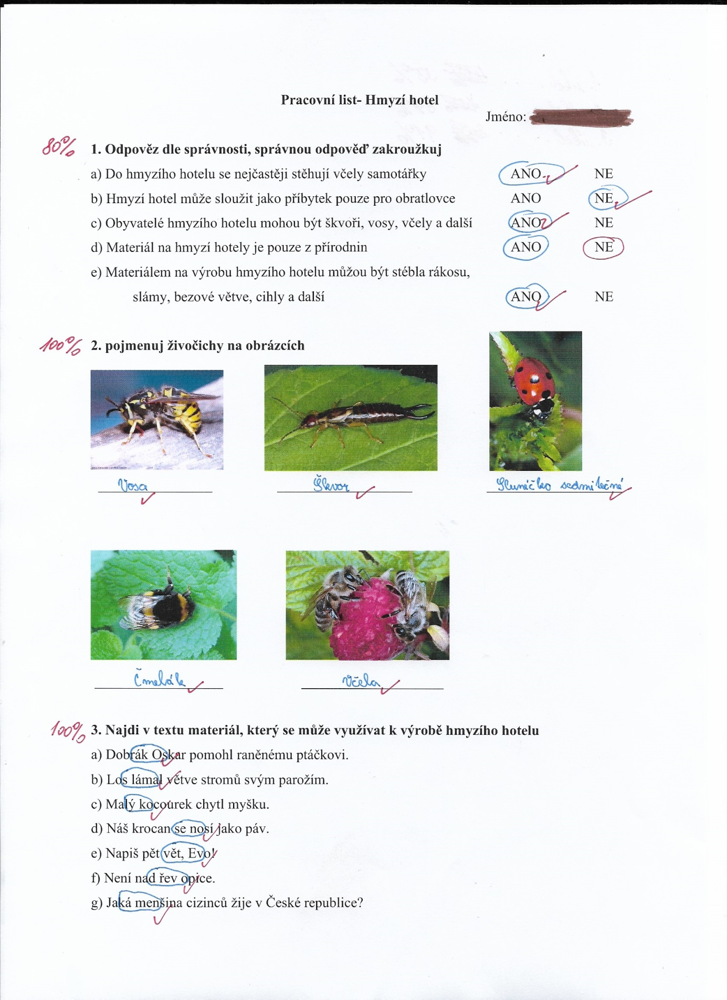 Pracovní list- Hmyzí hotel
Jméno:
80% 1. Odpověz dle správnosti, správnou odpověď zakroužkuj
a) Do hmyzího hotelu se nejčastěji stěhují včely samotářky ANO NE
b) Hmyzí hotel může sloužit jako příbytek pouze pro obratlovce ANO NE
c) Obyvatelé hmyzího hotelu mohou být škvoři, vosy, včely a další ANO NE
d) Materiál na hmyzí hotely je pouze z přírodnin ANO NE
e) Materiálem na výrobu hmyzího hotelu můžou být stébla rákosu,
slámy, bezové větve, cihly a další ANO NE
100% 2. pojmenuj živočichy na obrázcích
Vosa Škvor Slunéčko sedmitečné
Čmelák Včela
100% 3. Najdi v textu materiál, který se může využívat k výrobě hmyzího hotelu
a) Dobrák Oskar pomohl raněnému ptáčkovi.
b) Los lámal větve stromů svým parožím.
c) Malý kocourek chytl myšku.
d) Náš krocan se nosí jako páv.
e) Napiš pět vět, Evo!
f) Není nad řev opice.
g) Jaká menšina cizinců žije v České republice?